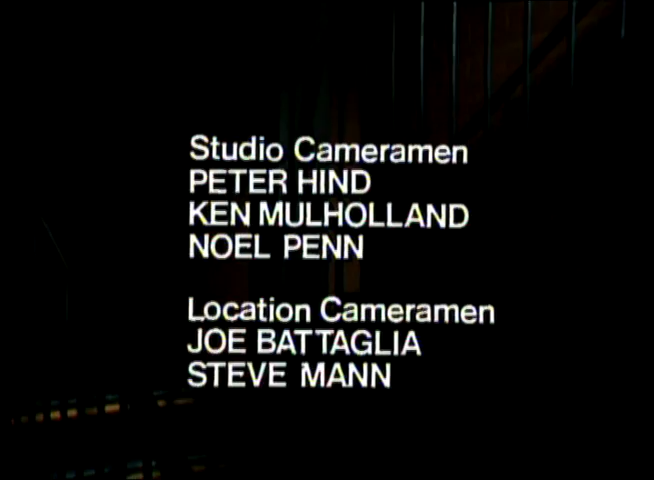 Studio Cameramen
PETER HIND
KEN MULHOLLAND
NOEL PENN
Location Cameramen
JOE BATTAGLIA
STEVE MANN